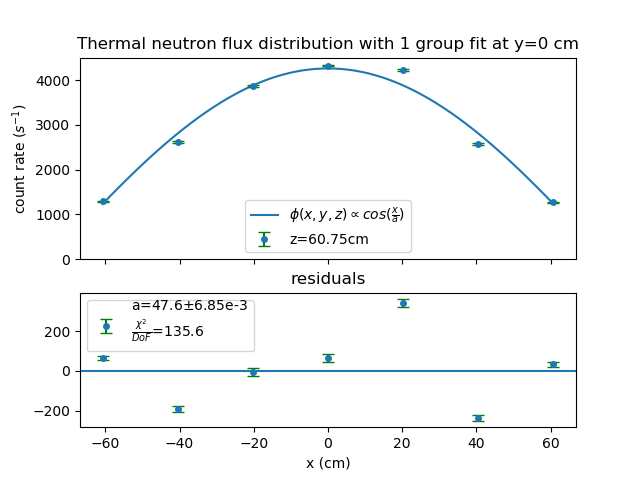 Thermal neutron flux distribution with 1 group fit at y=0 cm
count rate (s⁻¹)
4000
3000
2000
1000
0
ϕ(x, y, z) ∝ cos(x/a)
z=60.75cm
residuals
a=47.6±6.85e-3
χ²/DoF=135.6
200
0
−200
−60 −40 −20 0 20 40 60
x (cm)